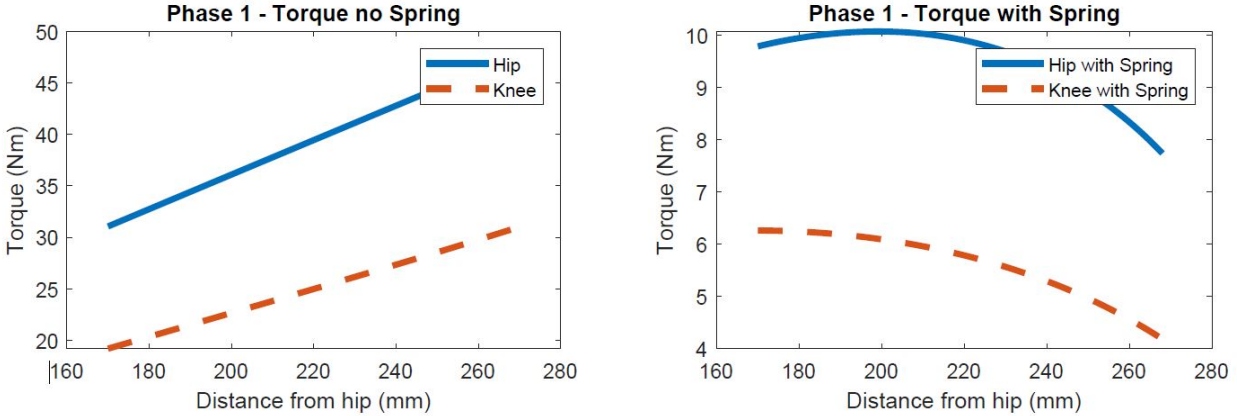 Phase 1 - Torque no Spring
Torque (Nm)
50
45
40
35
30
25
20
Hip
Knee
160 180 200 220 240 260 280
Distance from hip (mm)
Phase 1 - Torque with Spring
Torque (Nm)
10
9
8
7
6
5
4
Hip with Spring
Knee with Spring
160 180 200 220 240 260 280
Distance from hip (mm)